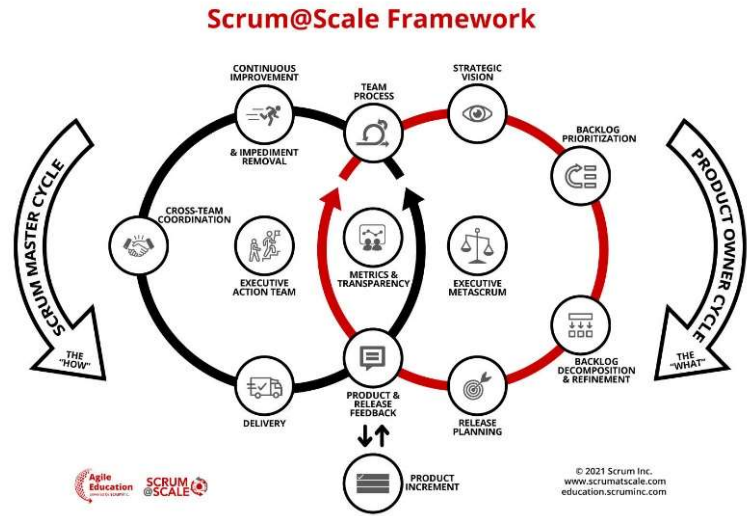 Scrum@Scale Framework
CONTINUOUS
IMPROVEMENT
& IMPEDIMENT
REMOVAL
TEAM
PROCESS
STRATEGIC
VISION
BACKLOG
PRIORITIZATION
SCRUM MASTER CYCLE
THE
"HOW"
CROSS-TEAM
COORDINATION
EXECUTIVE
ACTION TEAM
METRICS &
TRANSPARENCY
EXECUTIVE
METASCRUM
PRODUCT OWNER CYCLE
THE
"WHAT"
DELIVERY
PRODUCT &
RELEASE
FEEDBACK
RELEASE
PLANNING
BACKLOG
DECOMPOSITION
& REFINEMENT
PRODUCT
INCREMENT
Agile
Education
SCRUM
@SCALE
© 2021 Scrum Inc.
www.scrumatscale.com
education.scruminc.com